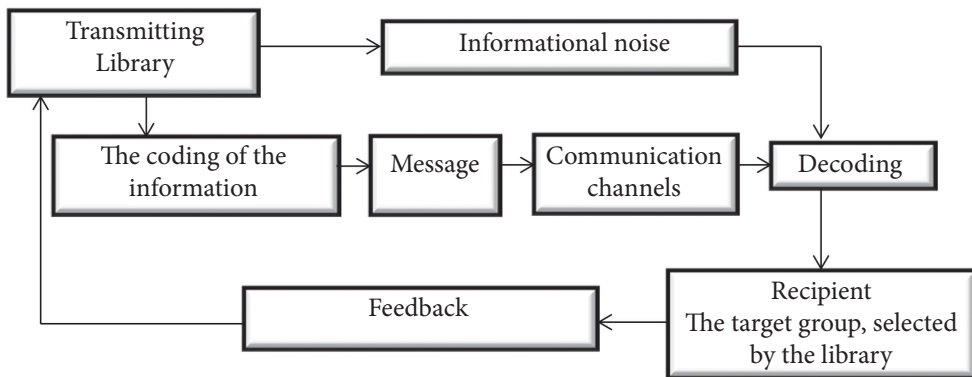 Transmitting
Library
Informational noise
The coding of the
information
Message
Communication
channels
Decoding
Feedback
Recipient
The target group, selected
by the library